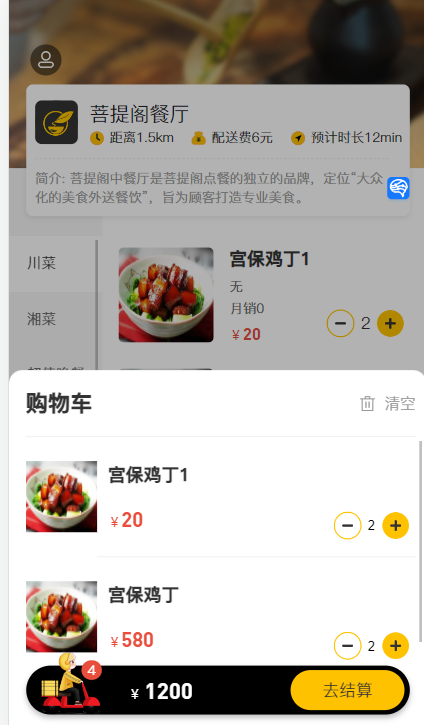 菩提阁餐厅
距离1.5km 配送费6元 预计时长12min
简介: 菩提阁中餐厅是菩提阁点餐的独立的品牌，定位“大众
化的美食外送餐饮”，旨为顾客打造专业美食。
川菜
湘菜
宫保鸡丁1
无
月销0
￥20
2
购物车
清空
宫保鸡丁1
￥20
2
宫保鸡丁
￥580
2
4
￥ 1200
去结算